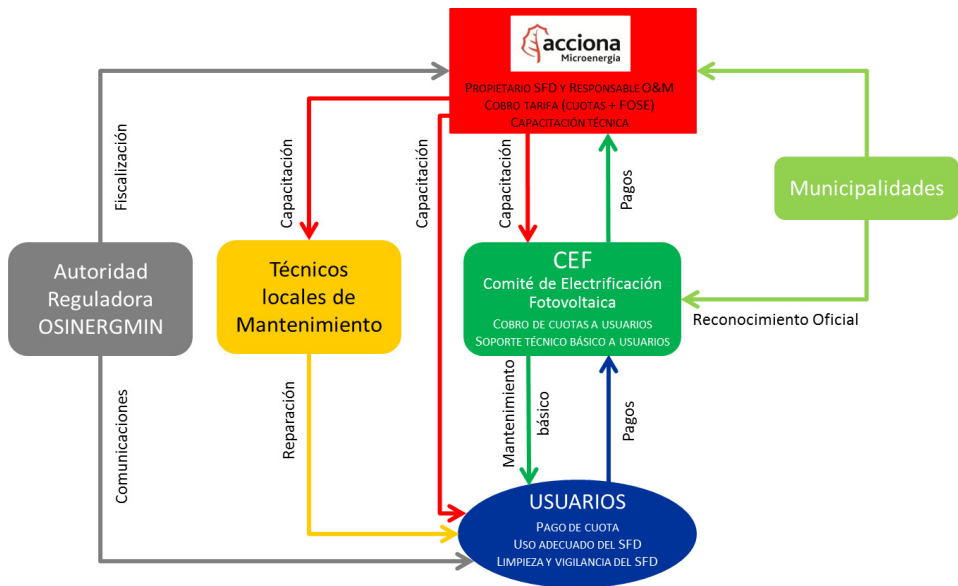 acciona
Microenergía
PROPIETARIO SFD Y RESPONSABLE O&M
COBRO TARIFA (CUOTAS + FOSE)
CAPACITACIÓN TÉCNICA
Fiscalización
Capacitación
Capacitación
Capacitación
Pagos
Municipalidades
Autoridad
Reguladora
OSINERGMIN
Técnicos
locales de
Mantenimiento
CEF
Comité de Electrificación
Fotovoltaica
COBRO DE CUOTAS A USUARIOS
SOPORTE TÉCNICO BÁSICO A USUARIOS
Reconocimiento Oficial
Comunicaciones
Reparación
Mantenimiento
básico
Pagos
USUARIOS
PAGO DE CUOTA
USO ADECUADO DEL SFD
LIMPIEZA Y VIGILANCIA DEL SFD